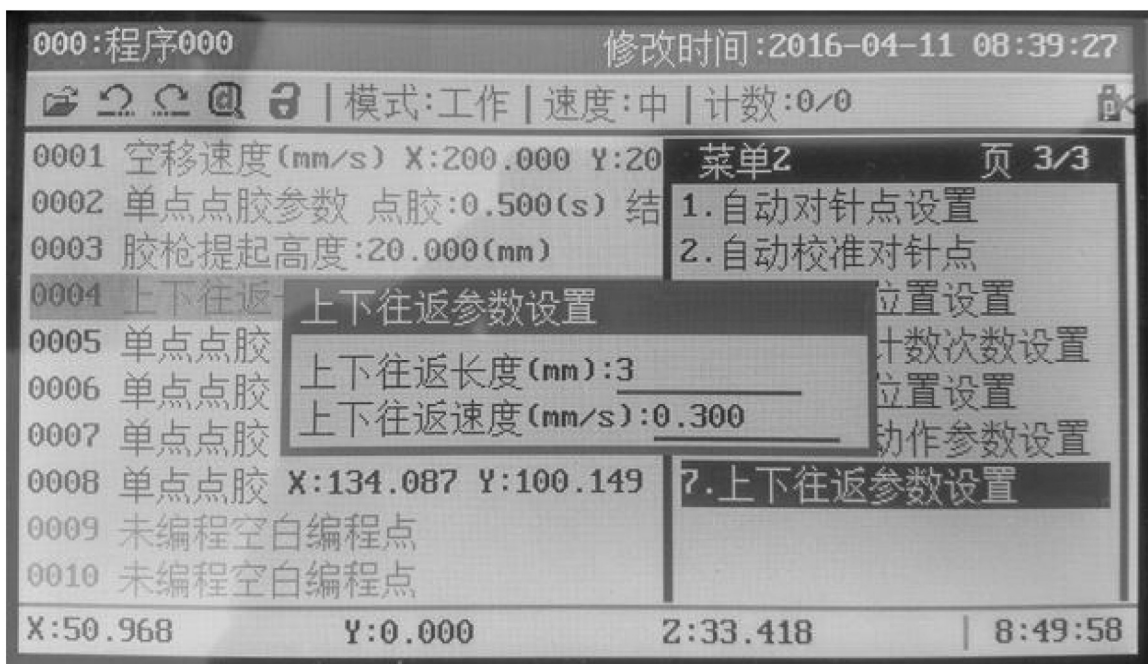 000:程序000 修改时间:2016-04-11 08:39:27
模式:工作 | 速度:中 | 计数:0/0
0001 空移速度(mm/s) X:200.000 Y:20
0002 单点点胶参数 点胶:0.500(s) 结
0003 胶枪提起高度:20.000(mm)
0004 上下往返
0005 单点点胶
0006 单点点胶
0007 单点点胶
0008 单点点胶 X:134.087 Y:100.149
0009 未编程空白编程点
0010 未编程空白编程点
菜单2 页 3/3
1.自动对针点设置
2.自动校准对针点
位置设置
计数次数设置
位置设置
动作参数设置
7.上下往返参数设置
上下往返参数设置
上下往返长度(mm):3
上下往返速度(mm/s):0.300
X:50.968 Y:0.000 Z:33.418 | 8:49:58